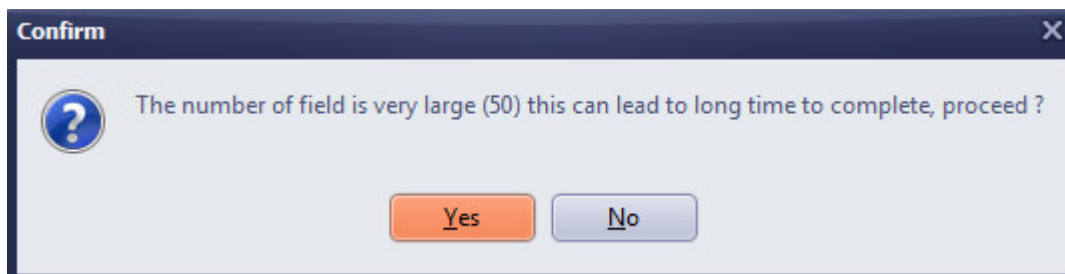 Confirm
The number of field is very large (50) this can lead to long time to complete, proceed ?
Yes No